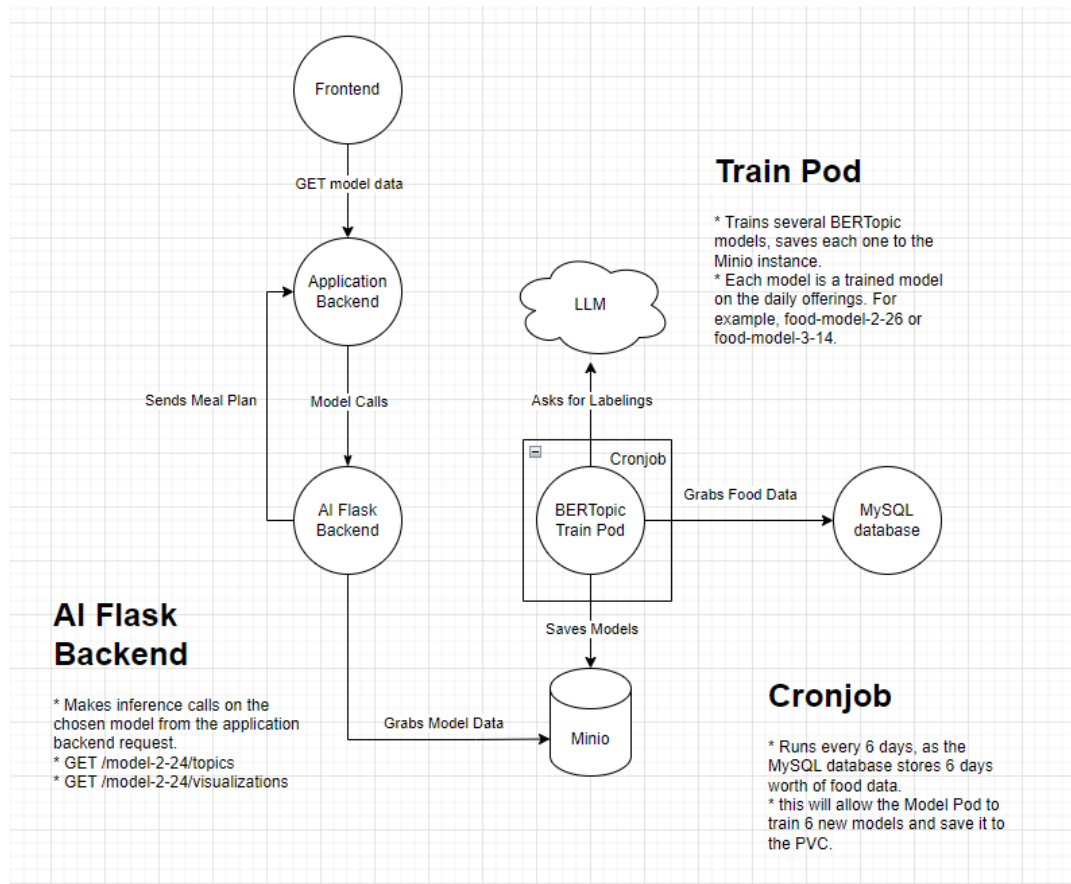 Frontend
GET model data
Train Pod
* Trains several BERTopic
models, saves each one to the
Minio instance.
* Each model is a trained model
on the daily offerings. For
example, food-model-2-26 or
food-model-3-14.
Application
Backend
LLM
Sends Meal Plan
Model Calls
Asks for Labelings
Cronjob
AI Flask
Backend
BERTopic
Train Pod
Grabs Food Data
MySQL
database
AI Flask
Backend
* Makes inference calls on the
chosen model from the application
backend request.
* GET /model-2-24/topics
* GET /model-2-24/visualizations
Saves Models
Grabs Model Data
Minio
Cronjob
* Runs every 6 days, as the
MySQL database stores 6 days
worth of food data.
* this will allow the Model Pod to
train 6 new models and save it to
the PVC.